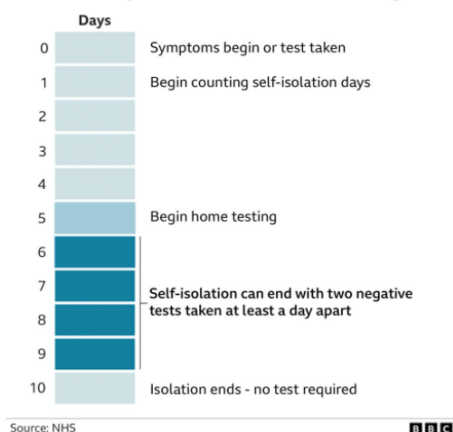 Days
0 Symptoms begin or test taken
1 Begin counting self-isolation days
2
3
4
5 Begin home testing
6
7
Self-isolation can end with two negative
tests taken at least a day apart
8
9
10 Isolation ends - no test required
Source: NHS
BBC